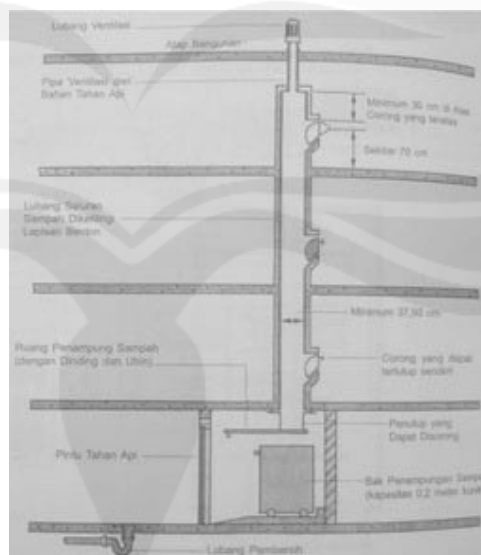 Lubang Ventilasi
Atap Bangunan
Pipa Ventilasi dari
Bahan Tahan Api
Minimum 30 cm di Atas
Corong yang teratas
Sekitar 70 cm
Lubang Saluran
Sampah Dikelilingi
Lapisan Beton
Minimum 37,50 cm
Ruang Penampung Sampah
(dengan Dinding dan Ubin)
Corong yang dapat
tertutup sendiri
Penutup yang
Dapat Disorong
Pintu Tahan Api
Bak Penampungan Sampah
(kapasitas 0,2 meter kubik)
Lubang Pembersih